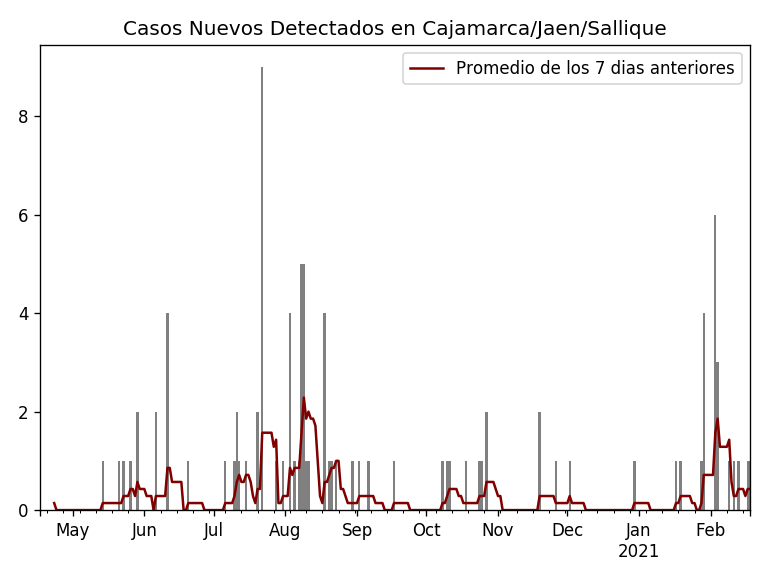 Casos Nuevos Detectados en Cajamarca/Jaen/Sallique
Promedio de los 7 dias anteriores
8
6
4
2
0
May Jun Jul Aug Sep Oct Nov Dec Jan Feb
2021